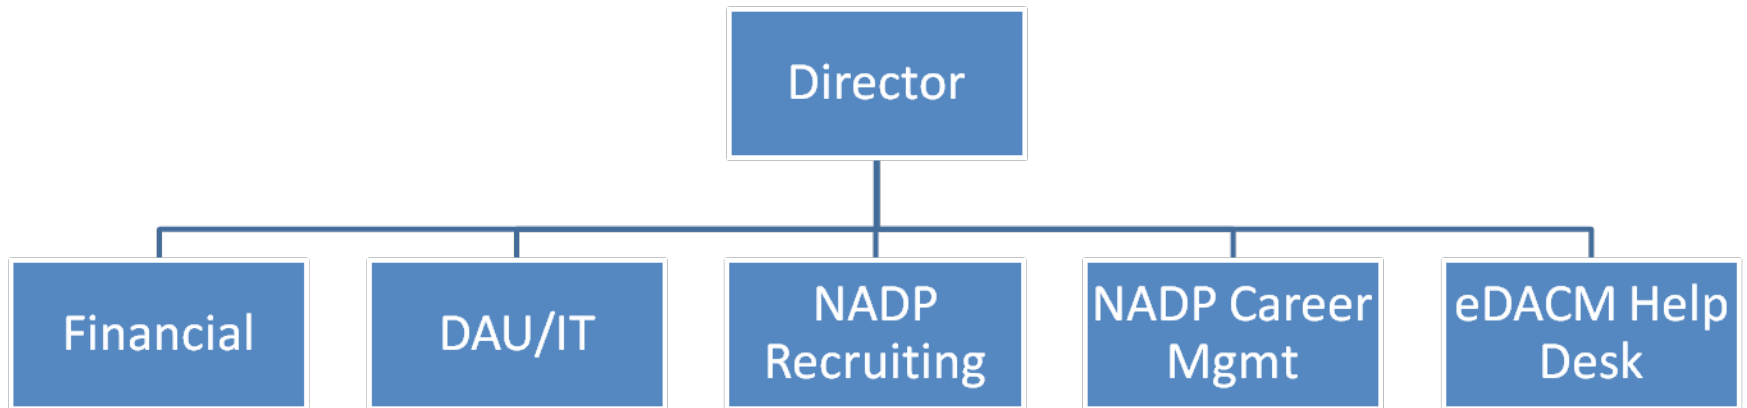 Director
Financial
DAU/IT
NADP
Recruiting
NADP Career
Mgmt
eDACM Help
Desk